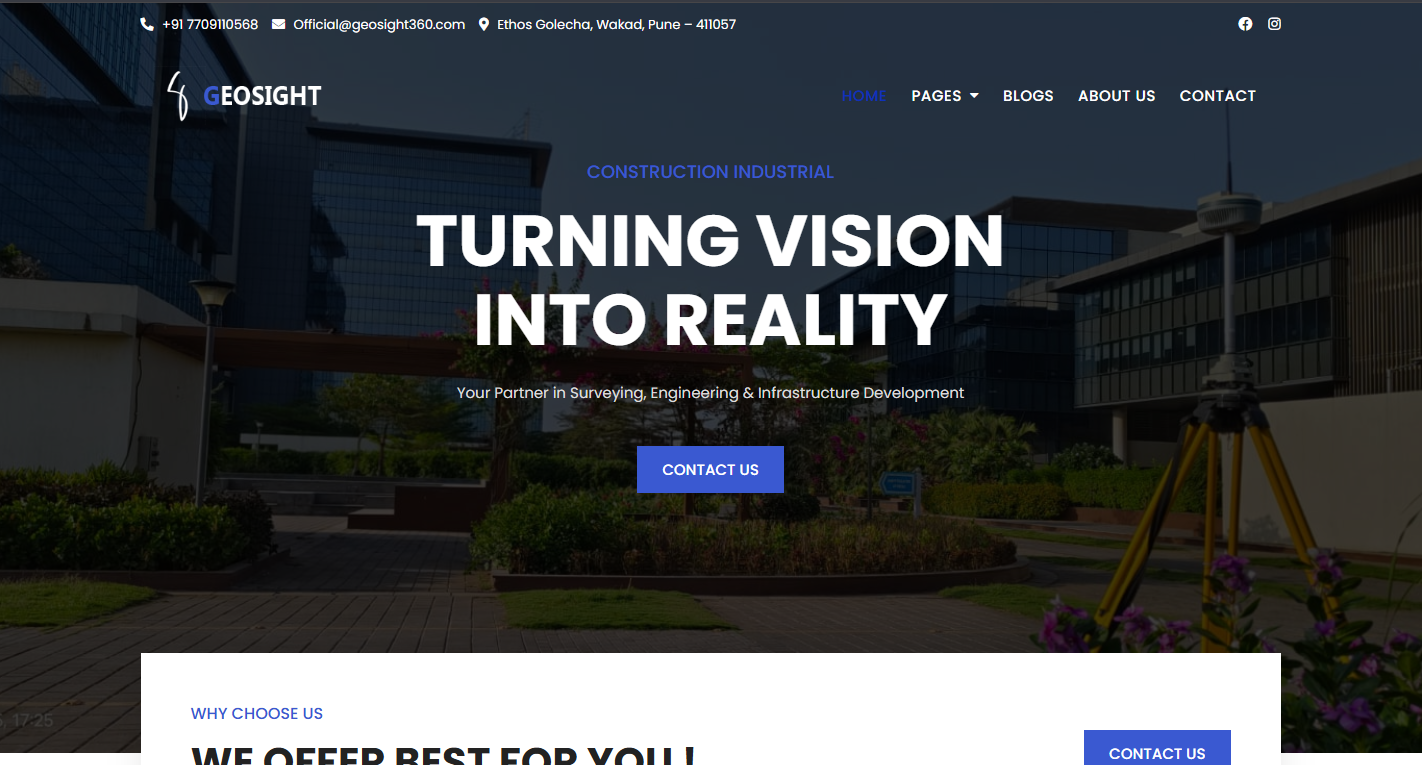 +91 7709110568 Official@geosight360.com Ethos Golecha, Wakad, Pune – 411057
GEOSIGHT
HOME PAGES BLOGS ABOUT US CONTACT
CONSTRUCTION INDUSTRIAL
TURNING VISION
INTO REALITY
Your Partner in Surveying, Engineering & Infrastructure Development
CONTACT US
WHY CHOOSE US
17:25
WE OFFER BEST FOR YOU !
CONTACT US